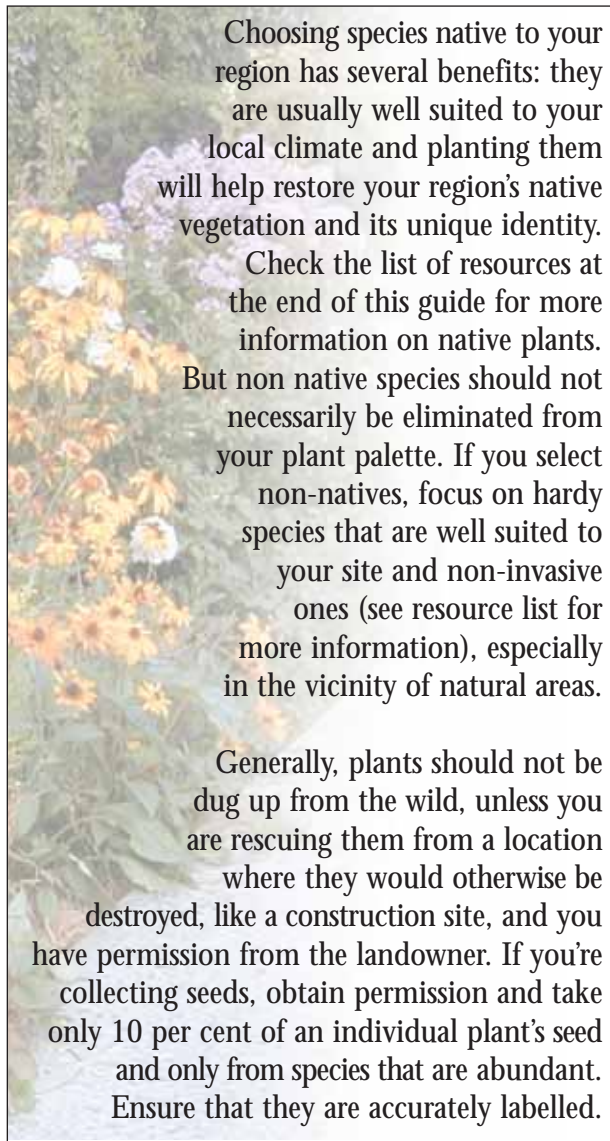 Choosing species native to your
region has several benefits: they
are usually well suited to your
local climate and planting them
will help restore your region's native
vegetation and its unique identity.
Check the list of resources at
the end of this guide for more
information on native plants.
But non native species should not
necessarily be eliminated from
your plant palette. If you select
non-natives, focus on hardy
species that are well suited to
your site and non-invasive
ones (see resource list for
more information), especially
in the vicinity of natural areas.
Generally, plants should not be
dug up from the wild, unless you
are rescuing them from a location
where they would otherwise be
destroyed, like a construction site, and you
have permission from the landowner. If you're
collecting seeds, obtain permission and take
only 10 per cent of an individual plant's seed
and only from species that are abundant.
Ensure that they are accurately labelled.